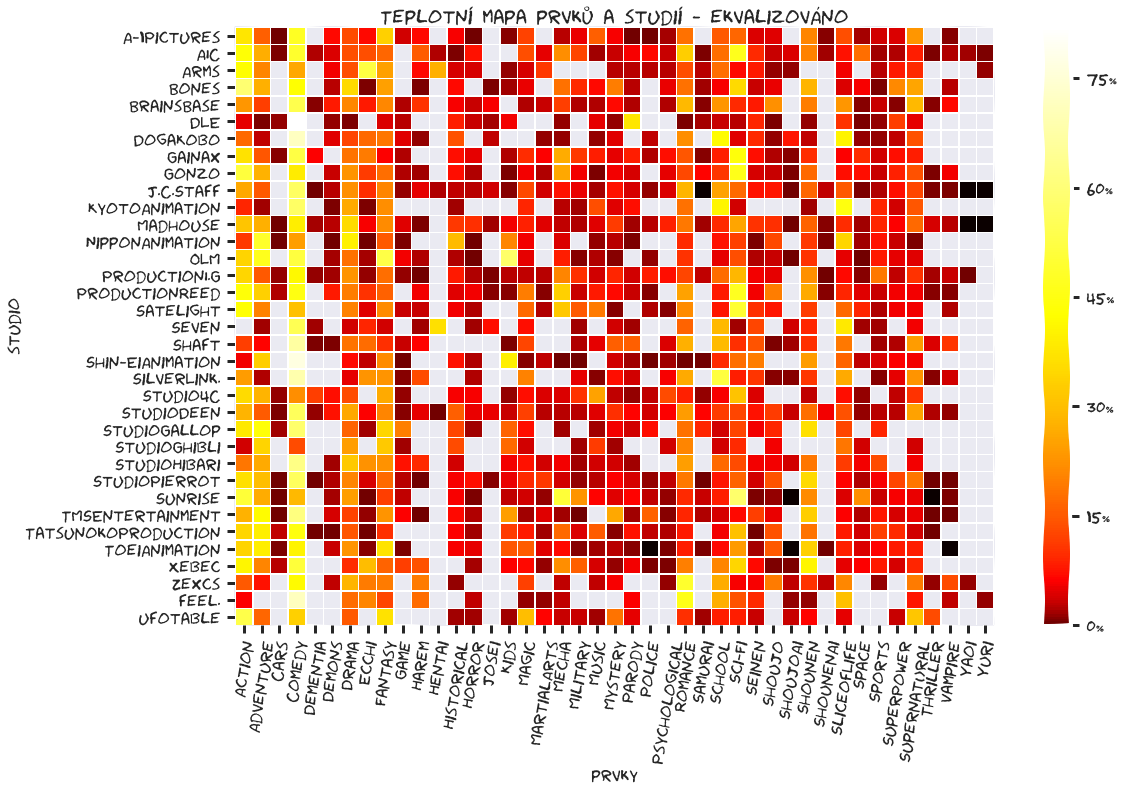 TEPLOTNÍ MAPA PRVKŮ A STUDIÍ - EKVALIZOVÁNO
STUDIO
A-1PICTURES
AIC
ARMS
BONES
BRAINSBASE
DLE
DOGAKOBO
GAINAX
GONZO
J.C.STAFF
KYOTOANIMATION
MADHOUSE
NIPPONANIMATION
OLM
PRODUCTIONI.G
PRODUCTIONREED
SATELIGHT
SEVEN
SHAFT
SHIN-EIANIMATION
SILVERLINK.
STUDIO4C
STUDIODEEN
STUDIOGALLOP
STUDIOGHIBLI
STUDIOHIBARI
STUDIOPIERROT
SUNRISE
TMSENTERTAINMENT
TATSUNOKOPRODUCTION
TOEIANIMATION
XEBEC
ZEXCS
FEEL.
UFOTABLE
ACTION
ADVENTURE
CARS
COMEDY
DEMENTIA
DEMONS
DRAMA
ECCHI
FANTASY
GAME
HAREM
HENTAI
HISTORICAL
HORROR
JOSEI
KIDS
MAGIC
MARTIALARTS
MECHA
MILITARY
MUSIC
MYSTERY
PARODY
POLICE
PSYCHOLOGICAL
ROMANCE
SAMURAI
SCHOOL
SCI-FI
SEINEN
SHOUJO
SHOUJOAI
SHOUNEN
SHOUNENAI
SLICEOFLIFE
SPACE
SPORTS
SUPERPOWER
SUPERNATURAL
THRILLER
VAMPIRE
YAOI
YURI
PRVKY
75%
60%
45%
30%
15%
0%